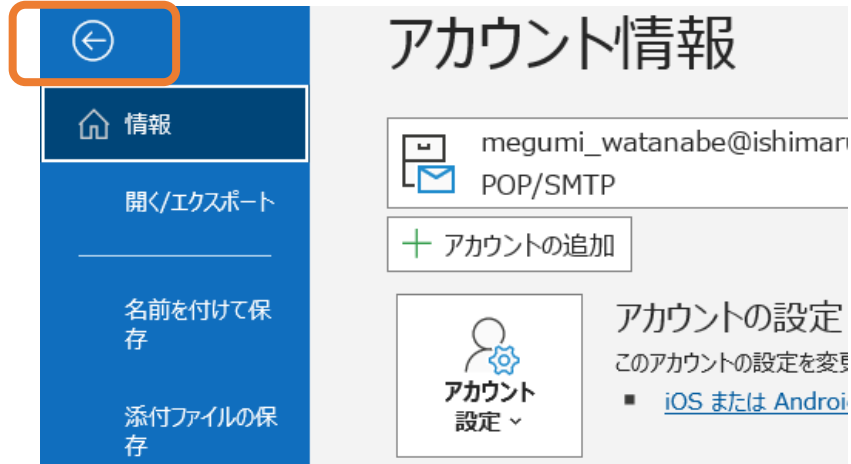 アカウント情報
情報
megumi_watanabe@ishimar
POP/SMTP
開く/エクスポート
アカウントの追加
名前を付けて保
存
アカウントの設定
このアカウントの設定を変
アカウント
設定
iOS または Androi
添付ファイルの保
存